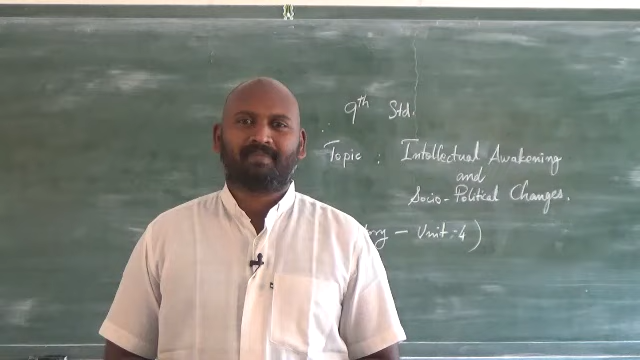 9th Std.
Topic : Intellectual Awakening
and
Socio-Political Changes.
– Unit:-4)